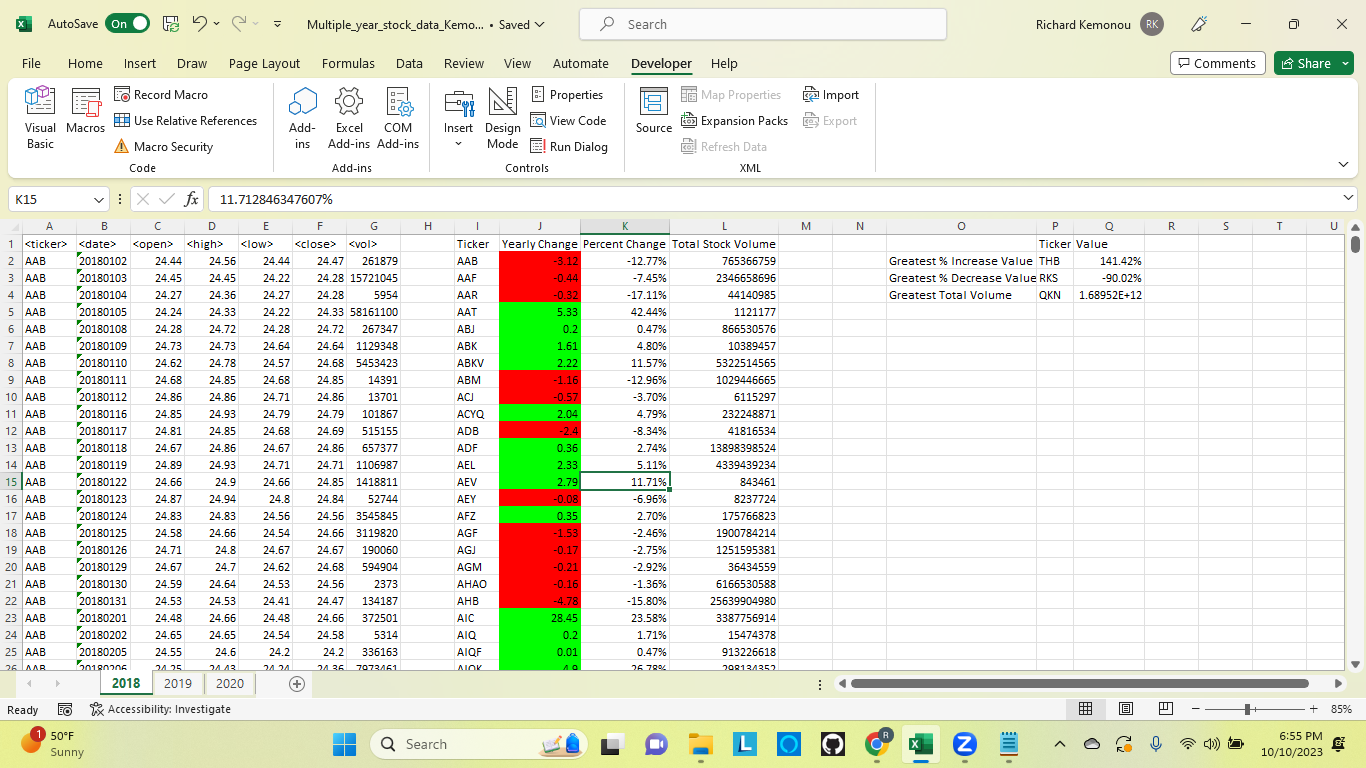 AutoSave On Multiple_year_stock_data_Kemo... • Saved Search Richard Kemonou RK
File Home Insert Draw Page Layout Formulas Data Review View Automate Developer Help Comments Share
Visual Basic Macros Record Macro Use Relative References Macro Security Code
Add-ins Excel Add-ins COM Add-ins Add-ins
Insert Design Mode Properties View Code Run Dialog Controls
Source Map Properties Expansion Packs Refresh Data Import Export XML
K15 fx 11.712846347607%
A B C D E F G H I J K L M N O P Q R S T U
1 <ticker> <date> <open> <high> <low> <close> <vol> Ticker Yearly Change Percent Change Total Stock Volume Ticker Value
2 AAB 20180102 24.44 24.56 24.44 24.47 261879 AAB -3.12 -12.77% 765366759 Greatest % Increase Value THB 141.42%
3 AAB 20180103 24.45 24.45 24.22 24.28 15721045 AAF -0.44 -7.45% 2346658696 Greatest % Decrease Value RKS -90.02%
4 AAB 20180104 24.27 24.36 24.27 24.28 5954 AAR -0.32 -17.11% 44140985 Greatest Total Volume QKN 1.68952E+12
5 AAB 20180105 24.24 24.33 24.22 24.33 58161100 AAT 5.33 42.44% 1121177
6 AAB 20180108 24.28 24.72 24.28 24.72 267347 ABJ 0.2 0.47% 866530576
7 AAB 20180109 24.73 24.73 24.64 24.64 1129348 ABK 1.61 4.80% 10389457
8 AAB 20180110 24.62 24.78 24.57 24.68 5453423 ABKV 2.22 11.57% 5322514565
9 AAB 20180111 24.68 24.85 24.68 24.85 14391 ABM -1.16 -12.96% 1029446665
10 AAB 20180112 24.86 24.86 24.71 24.86 13701 ACJ -0.57 -3.70% 6115297
11 AAB 20180116 24.85 24.93 24.79 24.79 101867 ACYQ 2.04 4.79% 232248871
12 AAB 20180117 24.81 24.85 24.68 24.69 515155 ADB -2.4 -8.34% 41816534
13 AAB 20180118 24.67 24.86 24.67 24.86 657377 ADF 0.36 2.74% 13898398524
14 AAB 20180119 24.89 24.93 24.71 24.71 1106987 AEL 2.33 5.11% 4339439234
15 AAB 20180122 24.66 24.9 24.66 24.85 1418811 AEV 2.79 11.71% 843461
16 AAB 20180123 24.87 24.94 24.8 24.84 52744 AEY -0.08 -6.96% 8237724
17 AAB 20180124 24.83 24.83 24.56 24.56 3545845 AFZ 0.35 2.70% 175766823
18 AAB 20180125 24.58 24.66 24.54 24.66 3119820 AGF -1.53 -2.46% 1900784214
19 AAB 20180126 24.71 24.8 24.67 24.67 190060 AGJ -0.17 -2.75% 1251595381
20 AAB 20180129 24.67 24.7 24.62 24.68 594904 AGM -0.21 -2.92% 36434559
21 AAB 20180130 24.59 24.64 24.53 24.56 2373 AHAO -0.16 -1.36% 6166530588
22 AAB 20180131 24.53 24.53 24.41 24.47 134187 AHB -4.78 -15.80% 25639904980
23 AAB 20180201 24.48 24.66 24.48 24.66 372501 AIC 28.45 23.58% 3387756914
24 AAB 20180202 24.65 24.65 24.54 24.58 5314 AIQ 0.2 1.71% 15474378
25 AAB 20180205 24.55 24.6 24.2 24.2 336163 AIQF 0.01 0.47% 913226618
26 AAB 20180206 24.25 24.43 24.24 24.36 7973461 AIQK 4.9 26.78% 298134352
2018 2019 2020
Ready Accessibility: Investigate 85%
1 50°F Search 6:55 PM
Sunny 10/10/2023